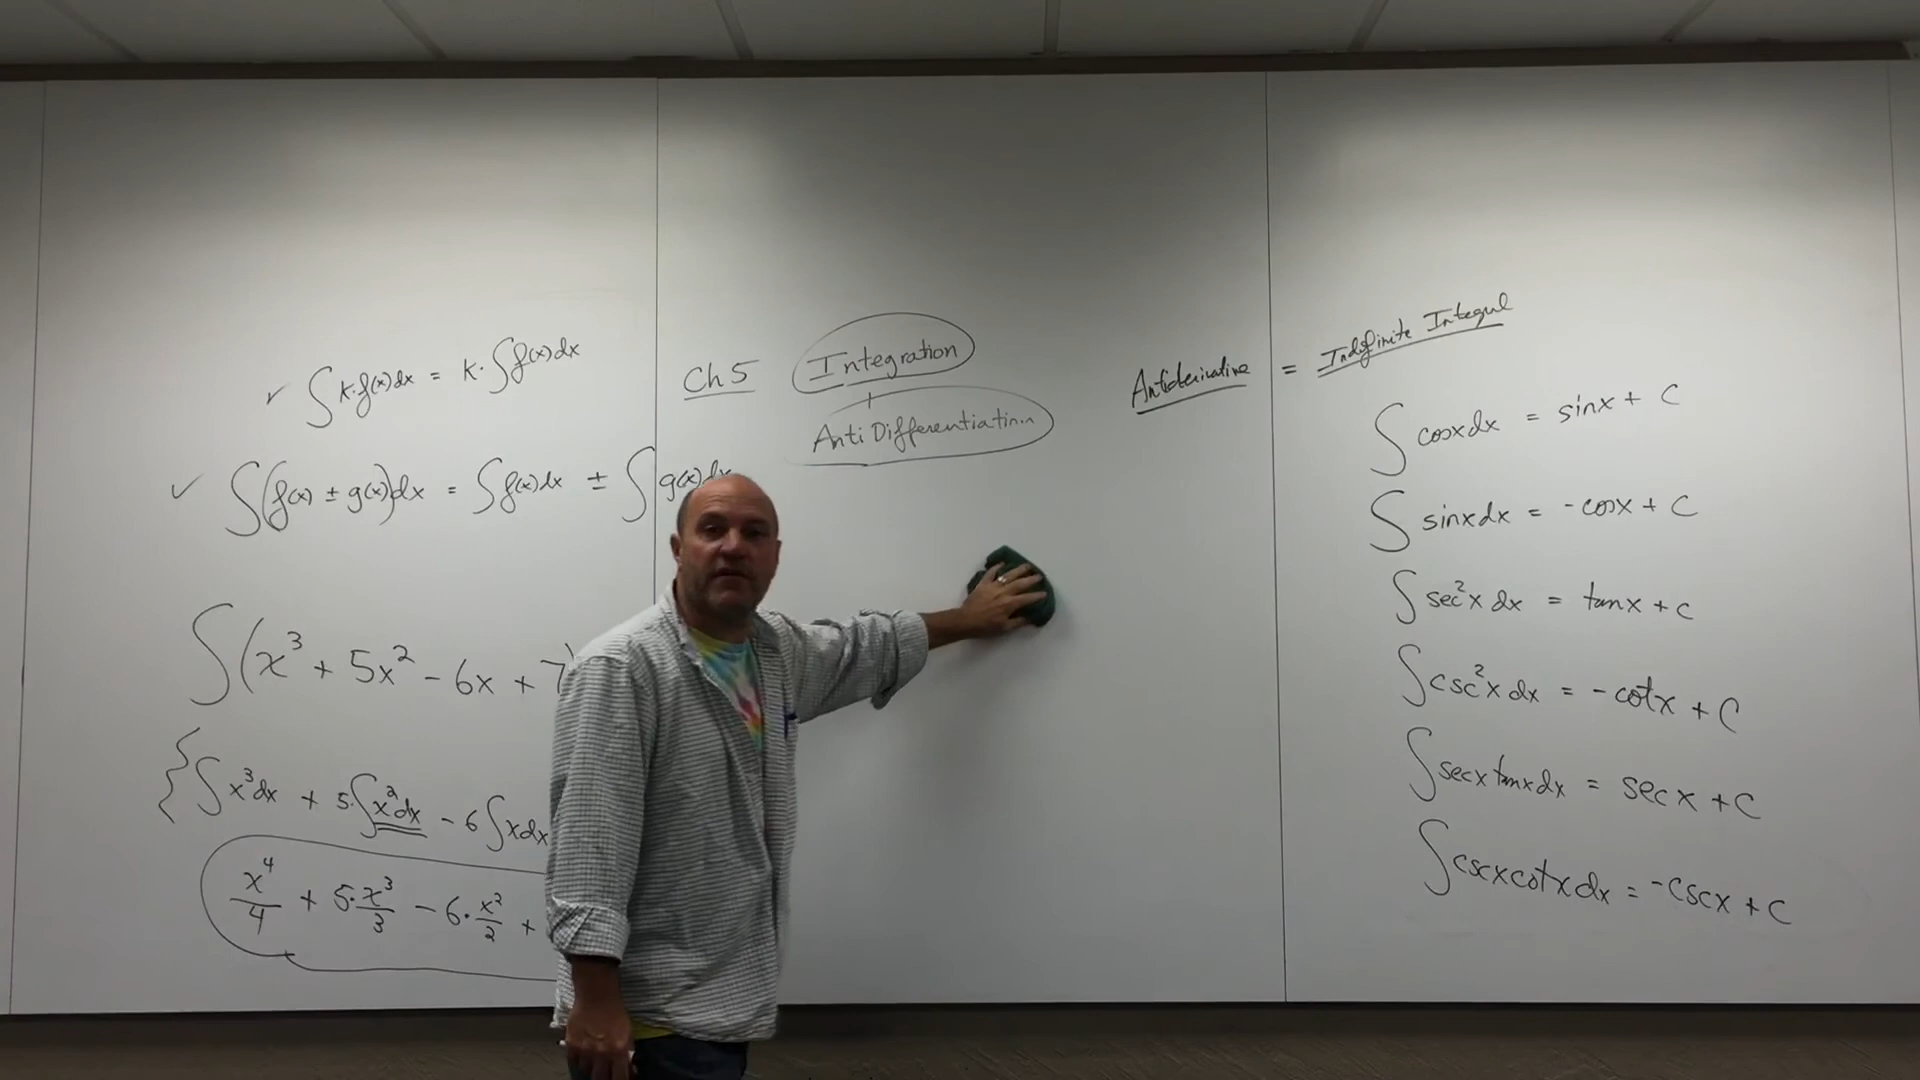 ∫ k·f(x)dx = k·∫f(x)dx
∫(f(x) ± g(x))dx = ∫f(x)dx ± ∫g(x)dx
∫(x³ + 5x² - 6x + 7)
∫x³dx + 5·∫x²dx - 6∫xdx
x⁴/4 + 5·x³/3 - 6·x²/2 +
Ch 5 Integration
+
Anti Differentiation
Antiderivative = Indefinite Integral
∫cosxdx = sinx + C
∫sinxdx = -cosx + C
∫sec²x dx = tanx + C
∫csc²x dx = -cotx + C
∫secxtanxdx = secx + C
∫cscxcotxdx = -cscx + C